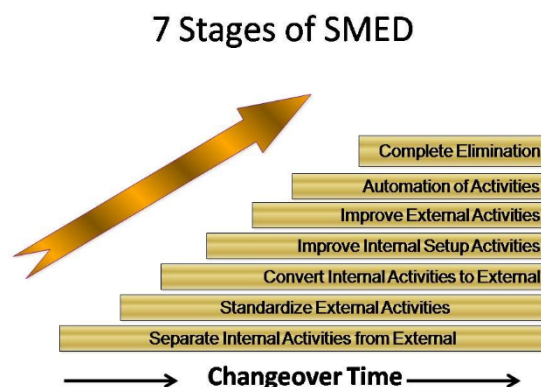 7 Stages of SMED
Complete Elimination
Automation of Activities
Improve External Activities
Improve Internal Setup Activities
Convert Internal Activities to External
Standardize External Activities
Separate Internal Activities from External
Changeover Time